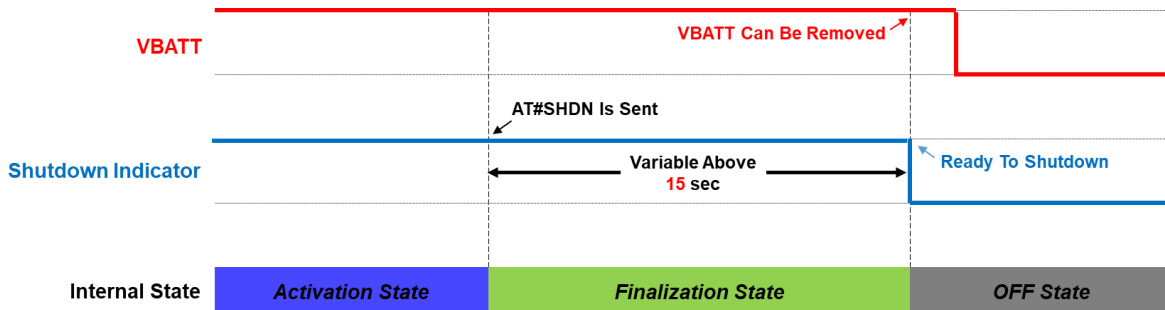 VBATT
VBATT Can Be Removed
AT#SHDN Is Sent
Shutdown Indicator
Variable Above
15 sec
Ready To Shutdown
Internal State
Activation State
Finalization State
OFF State